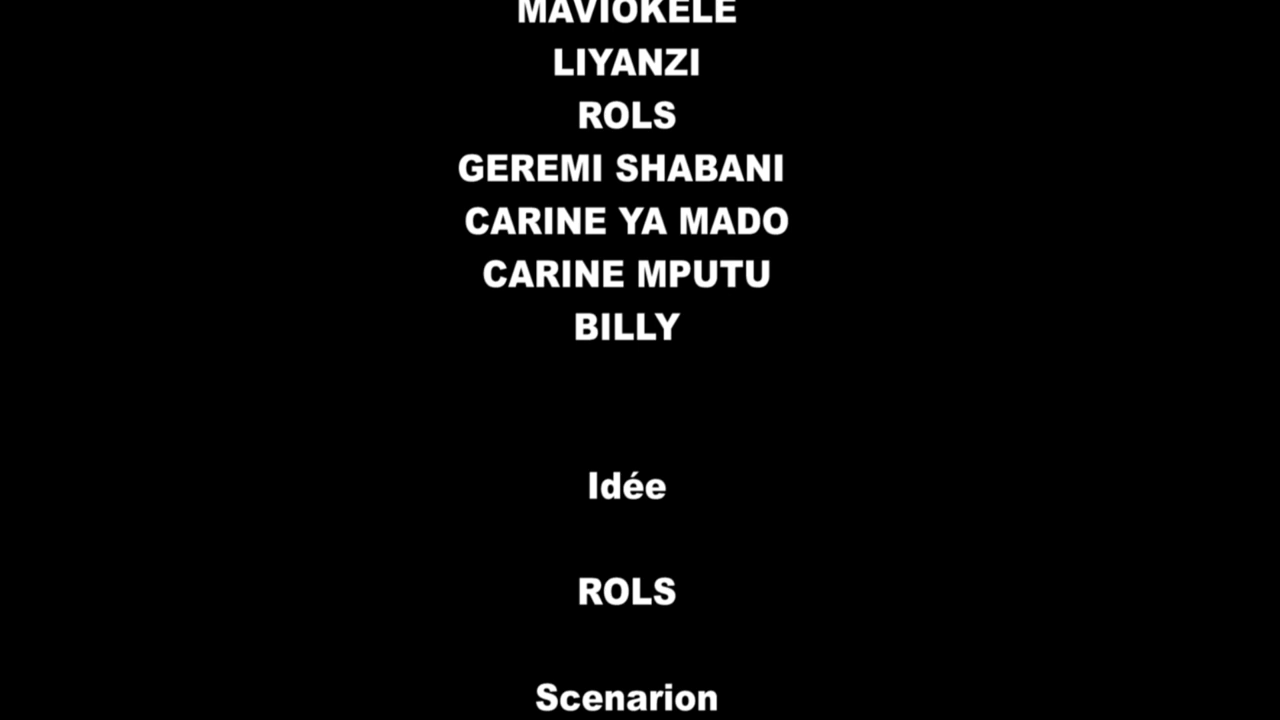 MAVIOKELE
LIYANZI
ROLS
GEREMI SHABANI
CARINE YA MADO
CARINE MPUTU
BILLY
Idée
ROLS
Scenarion